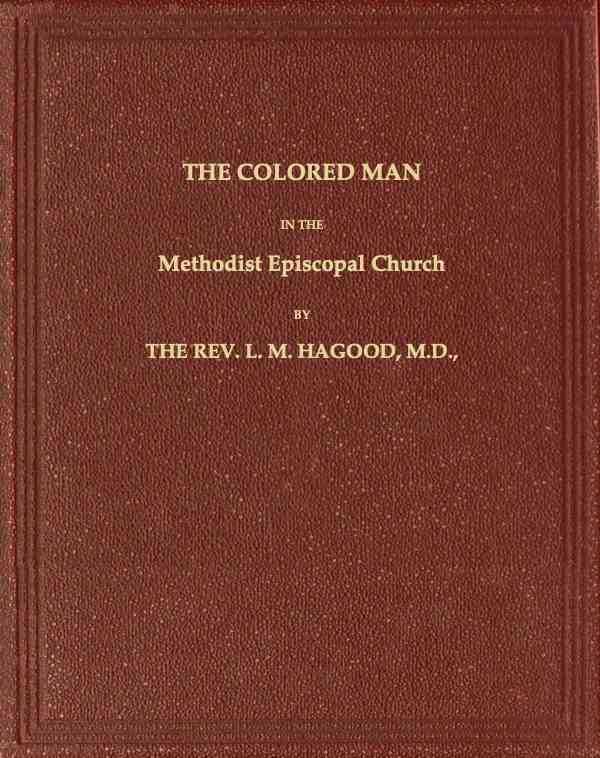 THE COLORED MAN
IN THE
Methodist Episcopal Church
BY
THE REV. L. M. HAGOOD, M.D.,